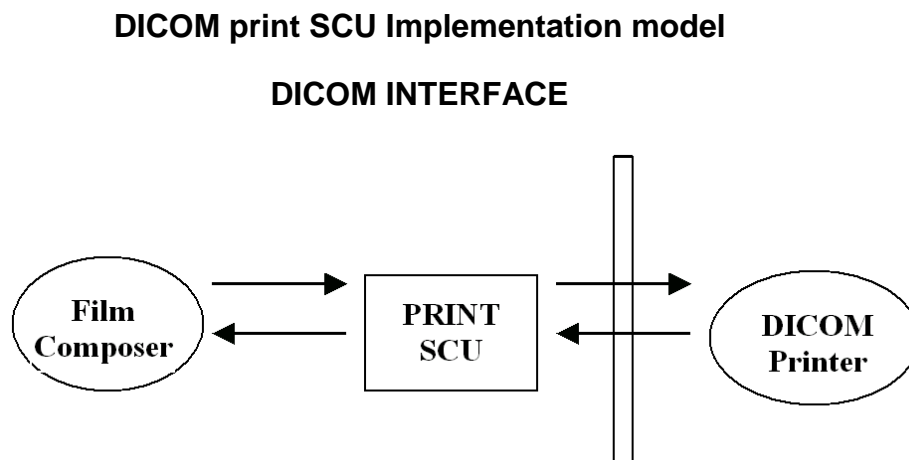 DICOM print SCU Implementation model
DICOM INTERFACE
Film
Composer
PRINT
SCU
DICOM
Printer